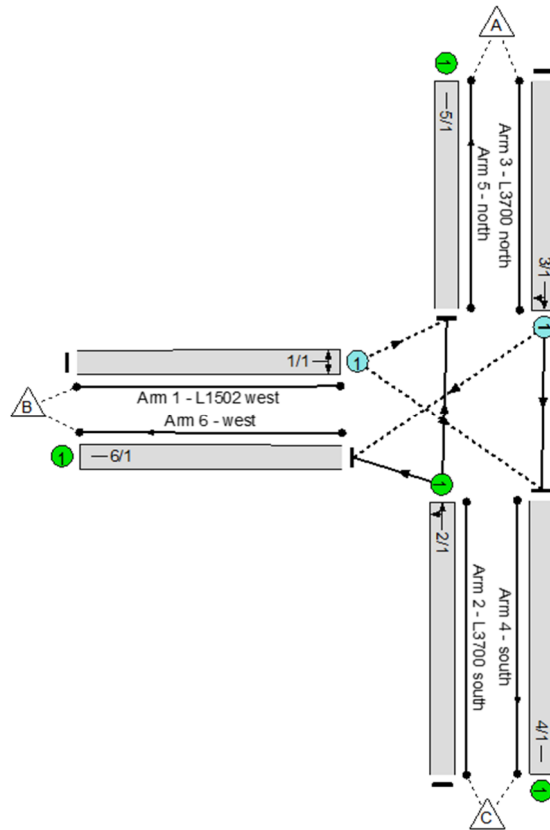 A
1
5/1
Arm 5 - north
Arm 3 - L3700 north
3/1
1
1/1
1
Arm 1 - L1502 west
B
Arm 6 - west
1
6/1
1
2/1
Arm 2 - L3700 south
Arm 4 - south
4/1
1
C